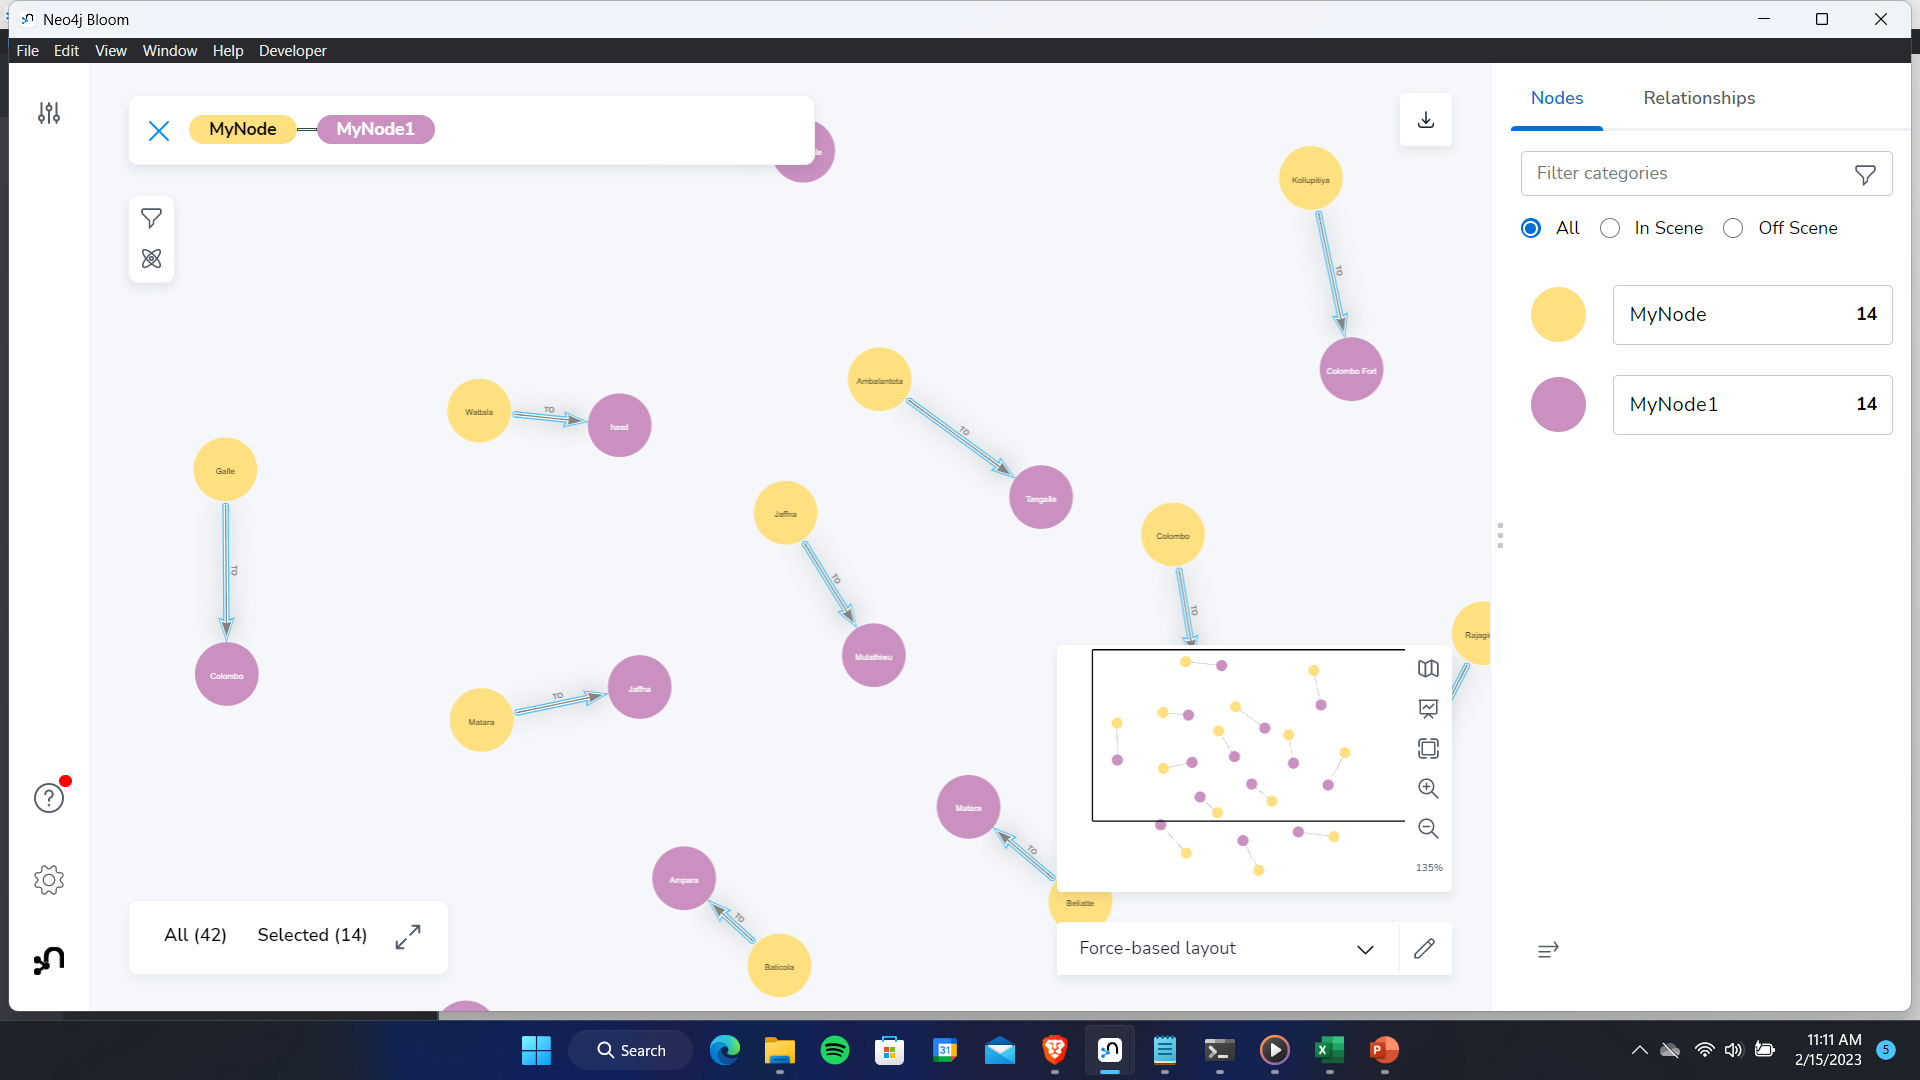 Neo4j Bloom
File Edit View Window Help Developer
MyNode MyNode1
Nodes Relationships
Filter categories
All In Scene Off Scene
MyNode 14
MyNode1 14
Kollupitiya
TO
Colombo Fort
Ambalantota
TO
Tangalle
Wattala
TO
hasd
Galle
TO
Colombo
Jaffna
TO
Mulathiwu
Colombo
TO
Matara
TO
Jaffna
Matara
TO
Beliatte
Ampara
TO
Baticola
135%
All (42) Selected (14)
Force-based layout
Search
31
11:11 AM
2/15/2023
5